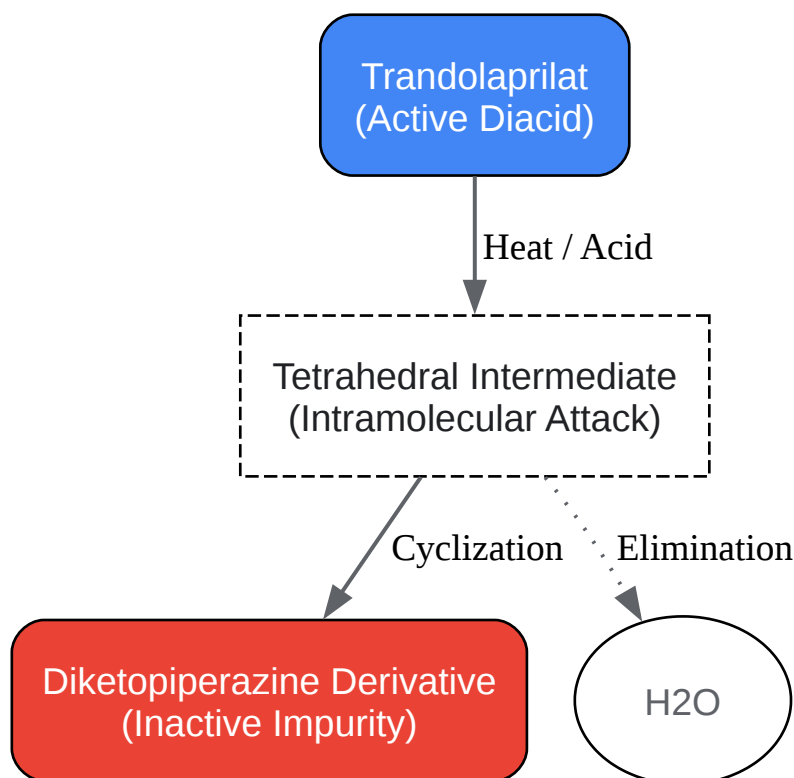 Trandolaprilat
(Active Diacid)
Heat / Acid
Tetrahedral Intermediate
(Intramolecular Attack)
Cyclization
Elimination
Diketopiperazine Derivative
(Inactive Impurity)
H2O